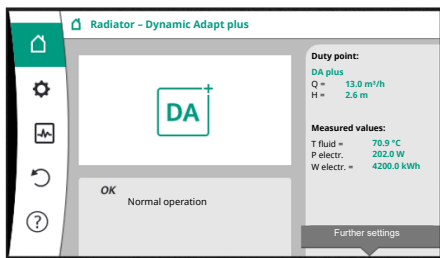 Radiator – Dynamic Adapt plus
DA+
OK
Normal operation
Duty point:
DA plus
Q = 13.0 m³/h
H = 2.6 m
Measured values:
T fluid = 70.9 °C
P electr. 202.0 W
W electr. = 4200.0 kWh
Further settings
?